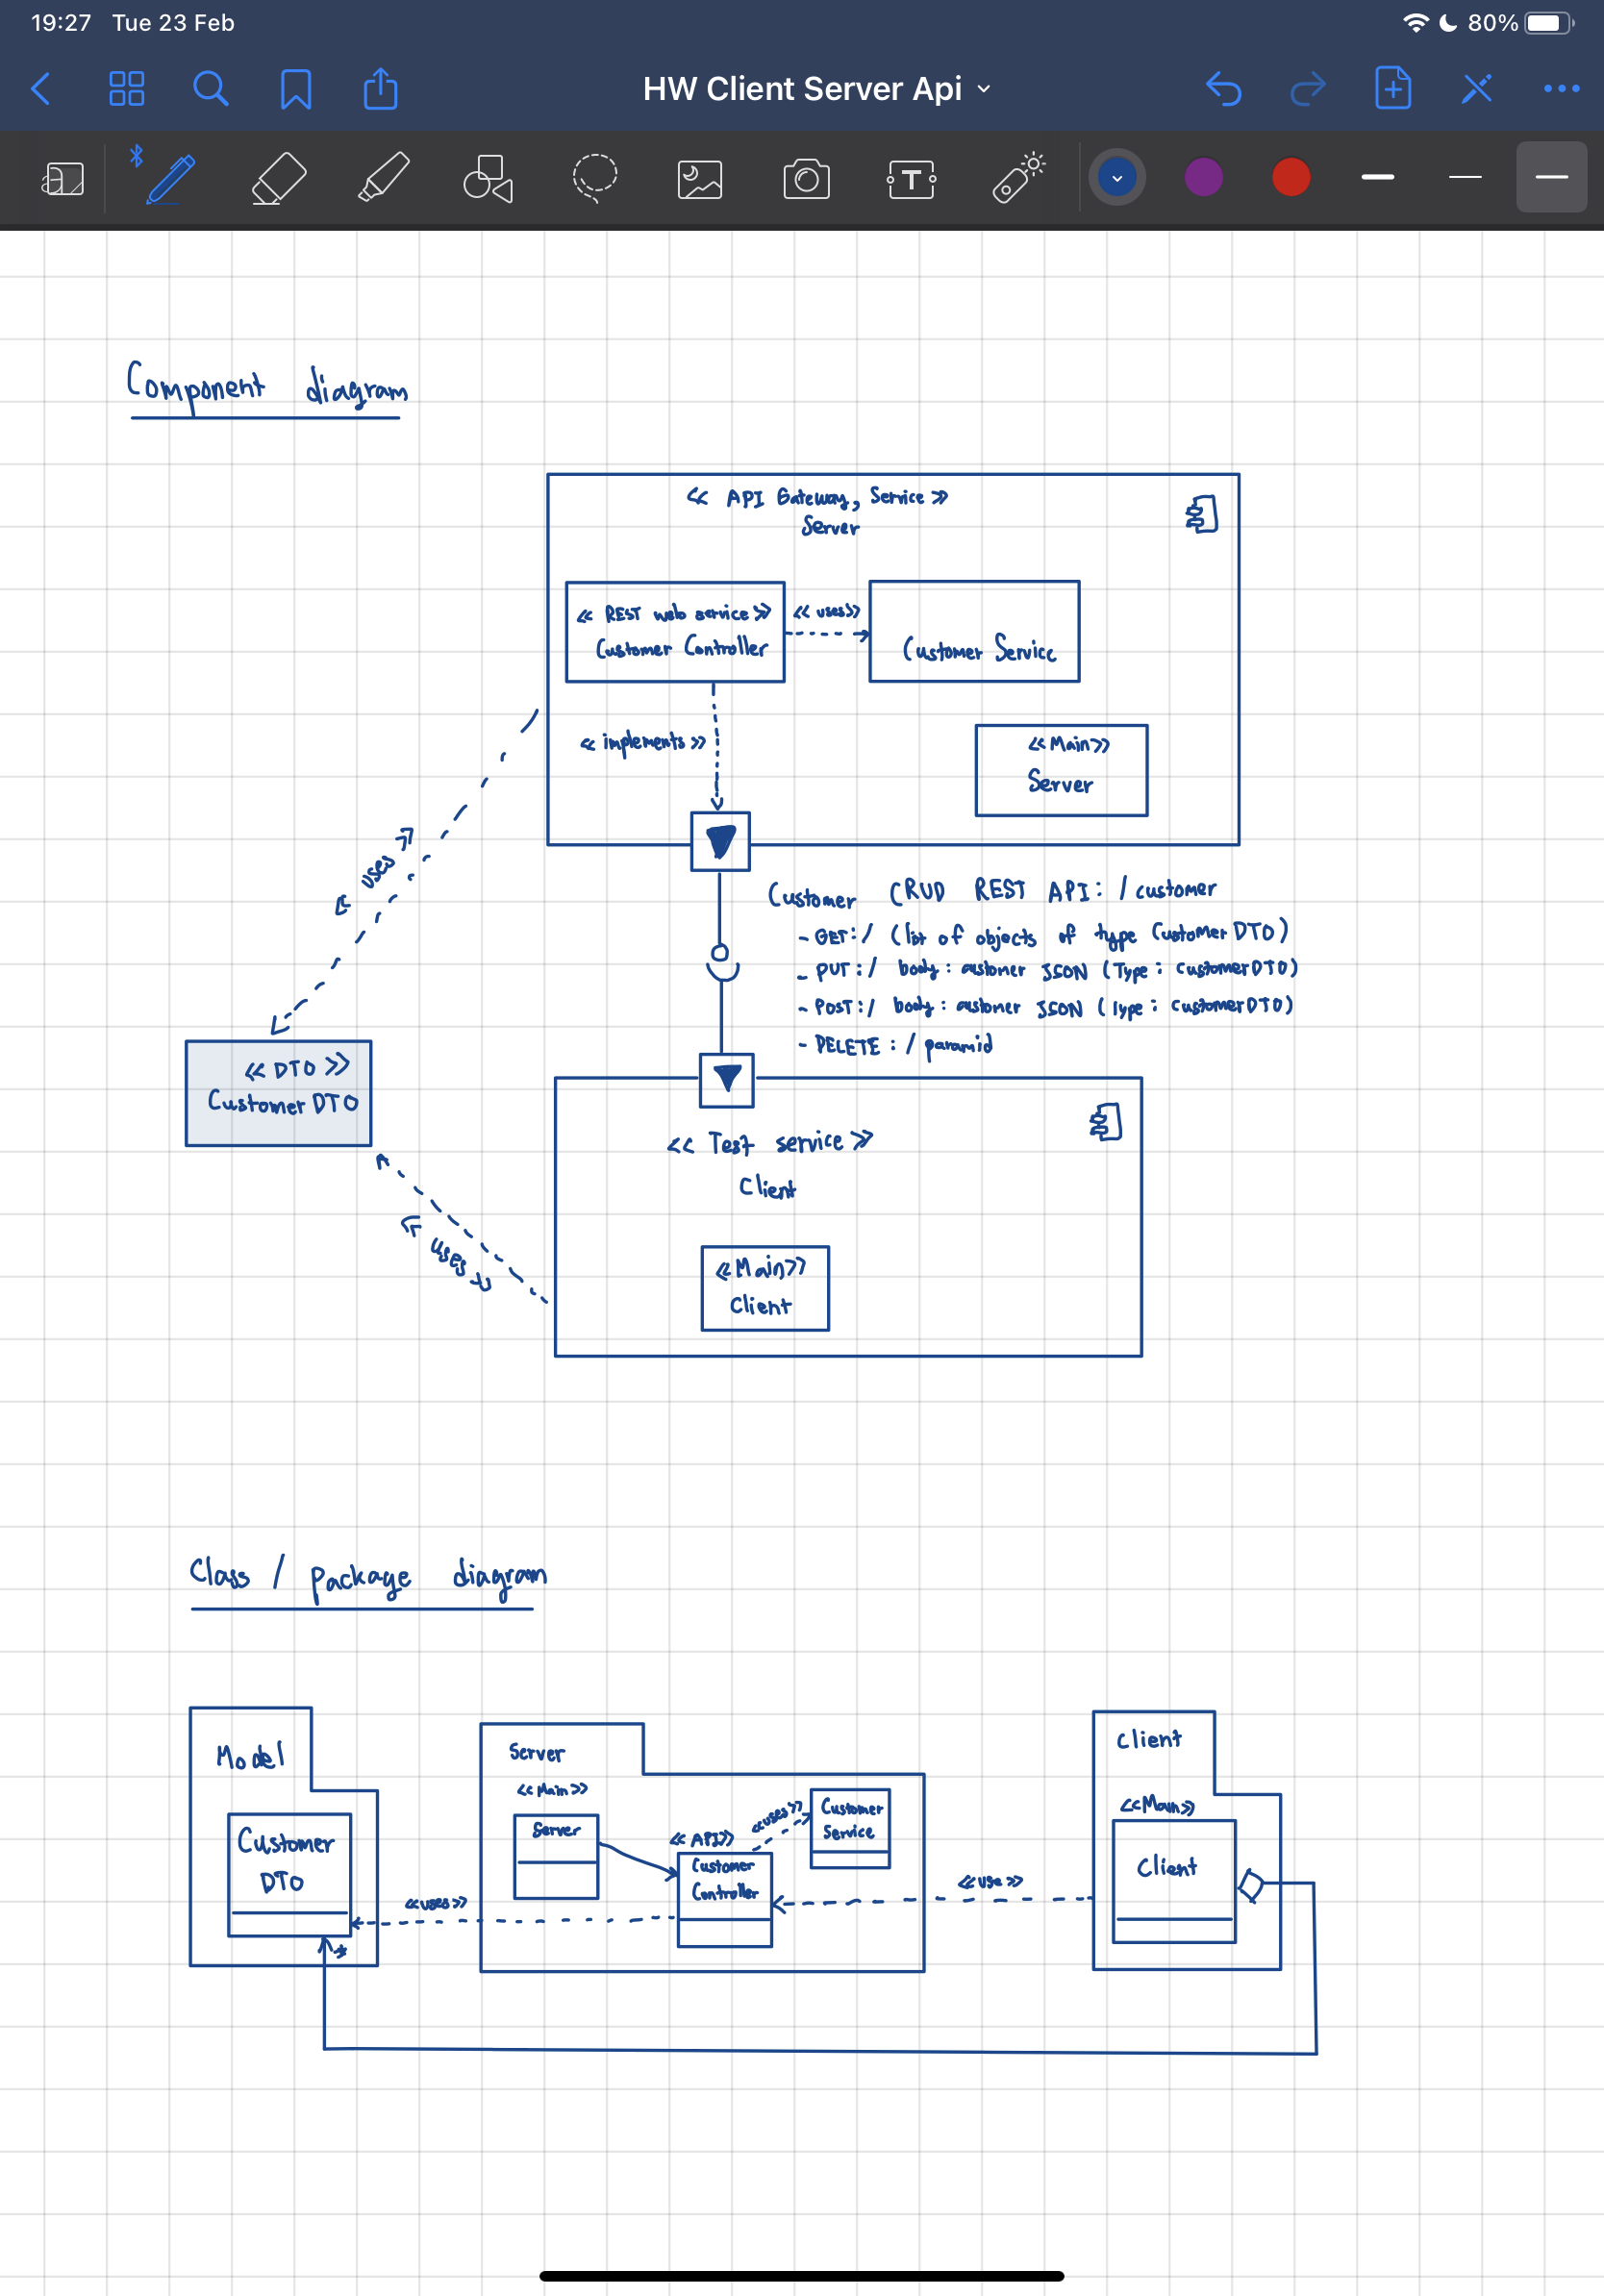 19:27 Tue 23 Feb
80%
HW Client Server Api
T
Component diagram
<< API Gateway, Service >>
Server
<< REST web service >>
Customer Controller
<< uses >>
Customer Service
<< implements >>
<< Main >>
Server
<< uses >>
Customer CRUD REST API : / customer
- GET : / (list of objects of type CustomerDTO)
- PUT : / body : customer JSON (Type : customerDTO)
- POST : / body : customer JSON (Type : customerDTO)
- DELETE : / paramid
<< DTO >>
Customer DTO
<< Test service >>
Client
<< uses >>
<< Main >>
Client
Class / Package diagram
Model
Customer
DTO
*
<< uses >>
Server
<< Main >>
Server
<< API >>
Customer
Controller
<< uses >>
Customer
Service
<< use >>
Client
<< Main >>
Client